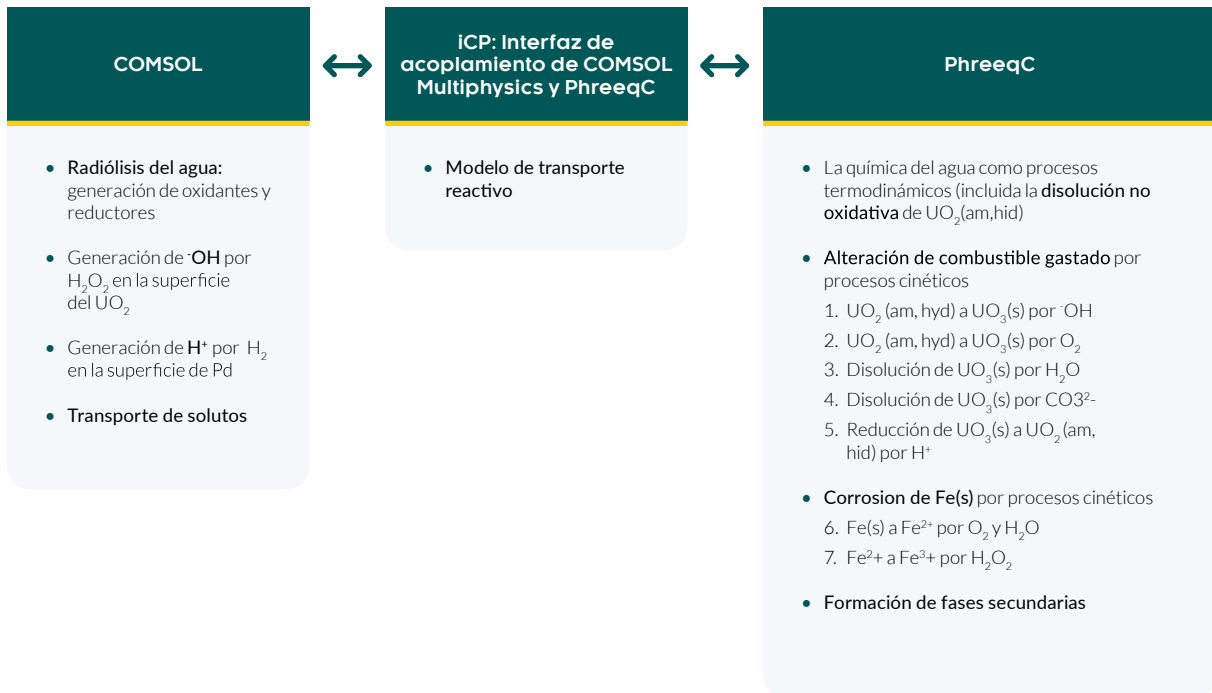 COMSOL
iCP: Interfaz de
acoplamiento de COMSOL
Multiphysics y PhreeqC
PhreeqC
• Radiólisis del agua:
generación de oxidantes y
reductores
• Generación de ⁻OH por
H₂O₂ en la superficie
del UO₂
• Generación de H⁺ por H₂
en la superficie de Pd
• Transporte de solutos
• Modelo de transporte
reactivo
• La química del agua como procesos
termodinámicos (incluida la disolución no
oxidativa de UO₂(am,hid)
• Alteración de combustible gastado por
procesos cinéticos
1. UO₂ (am, hyd) a UO₃(s) por ⁻OH
2. UO₂ (am, hyd) a UO₃(s) por O₂
3. Disolución de UO₃(s) por H₂O
4. Disolución de UO₃(s) por CO3²⁻
5. Reducción de UO₃(s) a UO₂ (am,
hid) por H⁺
• Corrosion de Fe(s) por procesos cinéticos
6. Fe(s) a Fe²⁺ por O₂ y H₂O
7. Fe²+ a Fe³+ por H₂O₂
• Formación de fases secundarias